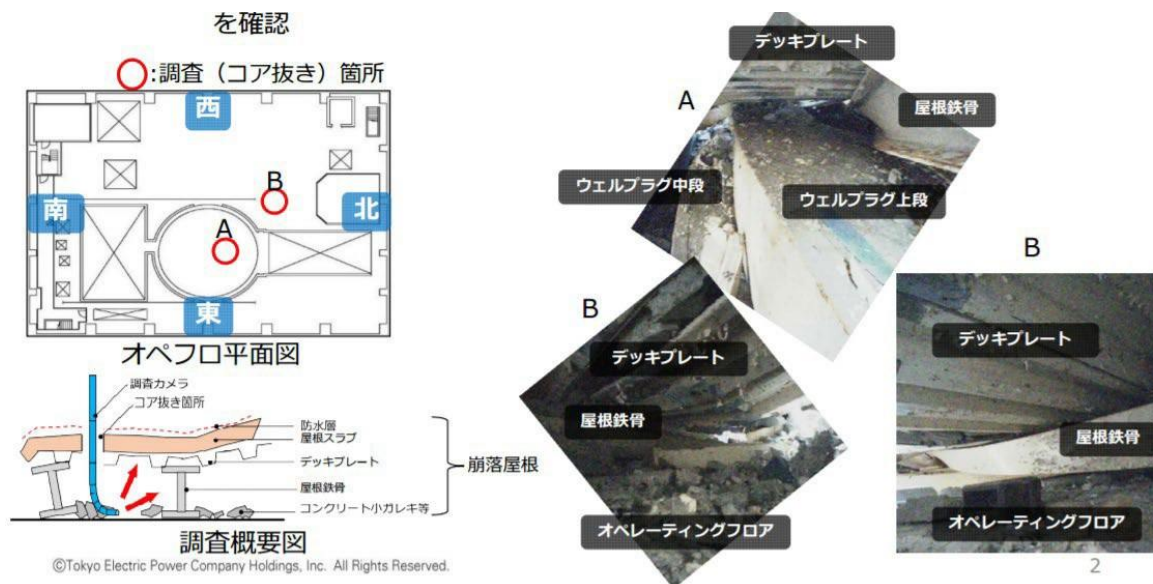 を確認
○:調査（コア抜き）箇所
西
南
北
東
B
A
オペフロ平面図
調査カメラ
コア抜き箇所
防水層
屋根スラブ
デッキプレート
屋根鉄骨
コンクリート小ガレキ等
崩落屋根
調査概要図
©Tokyo Electric Power Company Holdings, Inc. All Rights Reserved.
A
デッキプレート
屋根鉄骨
ウェルプラグ中段
ウェルプラグ上段
B
デッキプレート
屋根鉄骨
オペレーティングフロア
B
デッキプレート
屋根鉄骨
オペレーティングフロア
2